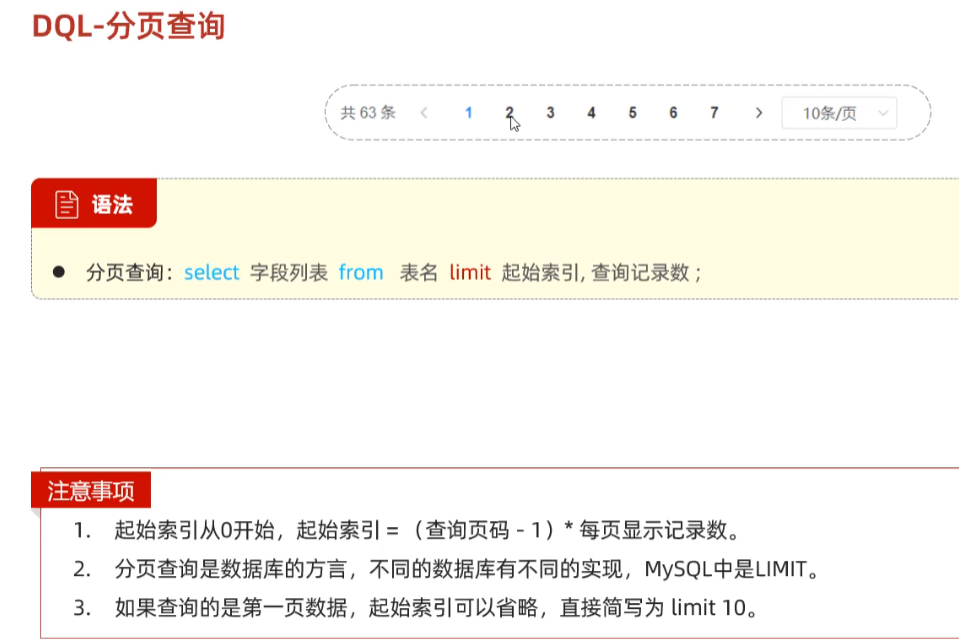 DQL-分页查询
共 63 条 < 1 2 3 4 5 6 7 > 10条/页
语法
● 分页查询：select 字段列表 from 表名 limit 起始索引, 查询记录数 ;
注意事项
1. 起始索引从0开始，起始索引 = （查询页码 - 1）* 每页显示记录数。
2. 分页查询是数据库的方言，不同的数据库有不同的实现，MySQL中是LIMIT。
3. 如果查询的是第一页数据，起始索引可以省略，直接简写为 limit 10。